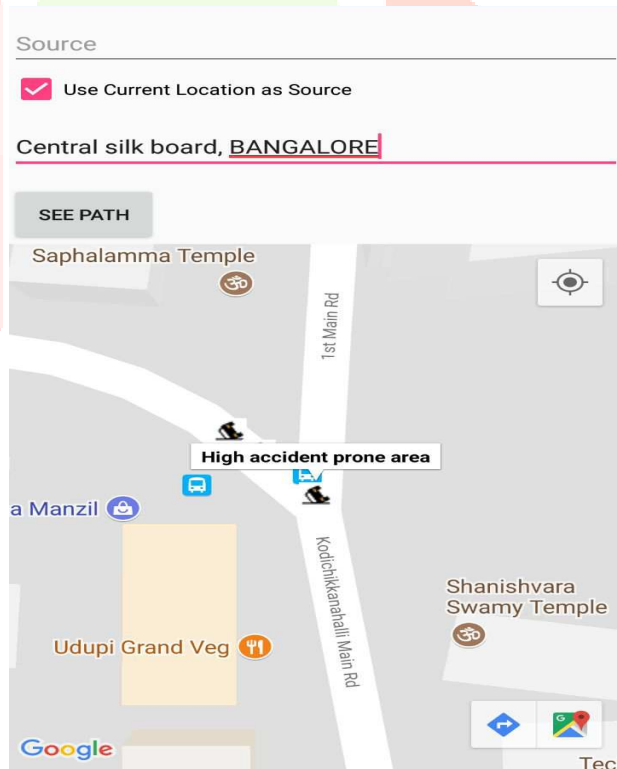 Source
Use Current Location as Source
Central silk board, BANGALORE
SEE PATH
Saphalamma Temple
1st Main Rd
High accident prone area
a Manzil
Kodichikkanahalli Main Rd
Shanishvara
Swamy Temple
Udupi Grand Veg
G
Google
Tec